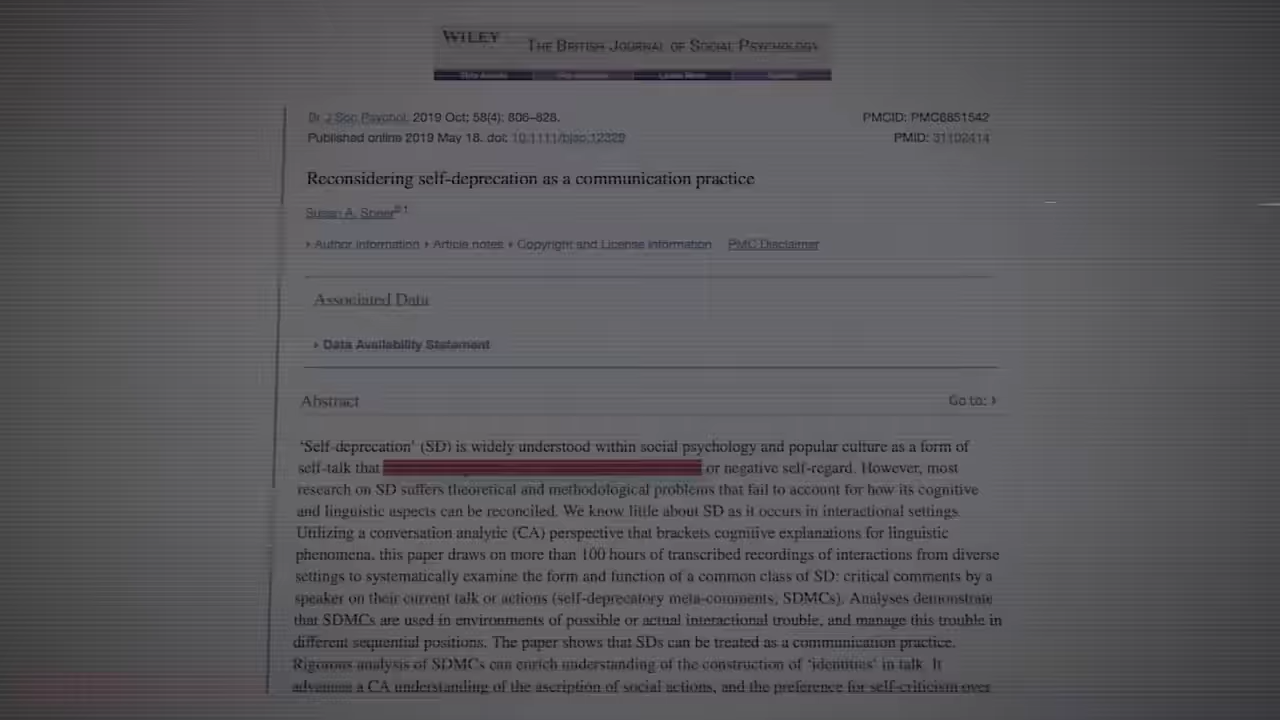 WILEY THE BRITISH JOURNAL OF SOCIAL PSYCHOLOGY
Br J Soc Psychol. 2019 Oct; 58(4): 806–828. PMCID: PMC6851542
Published online 2019 May 18. doi: 10.1111/bjso.12329 PMID: 31102414
Reconsidering self-deprecation as a communication practice
Susan A. Speer
Author information Article notes Copyright and License information PMC Disclaimer
Associated Data
Data Availability Statement
Abstract Go to:
‘Self-deprecation’ (SD) is widely understood within social psychology and popular culture as a form of
self-talk that or negative self-regard. However, most
research on SD suffers theoretical and methodological problems that fail to account for how its cognitive
and linguistic aspects can be reconciled. We know little about SD as it occurs in interactional settings.
Utilizing a conversation analytic (CA) perspective that brackets cognitive explanations for linguistic
phenomena, this paper draws on more than 100 hours of transcribed recordings of interactions from diverse
settings to systematically examine the form and function of a common class of SD: critical comments by a
speaker on their current talk or actions (self-deprecatory meta-comments, SDMCs). Analyses demonstrate
that SDMCs are used in environments of possible or actual interactional trouble, and manage this trouble in
different sequential positions. The paper shows that SDs can be treated as a communication practice.
Rigorous analysis of SDMCs can enrich understanding of the construction of ‘identities’ in talk. It
advances a CA understanding of the ascription of social actions, and the preference for self-criticism over